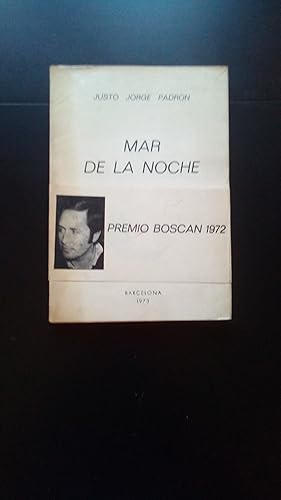 JUSTO JORGE PADRON
MAR
DE LA NOCHE
PREMIO BOSCAN 1972
BARCELONA
1973